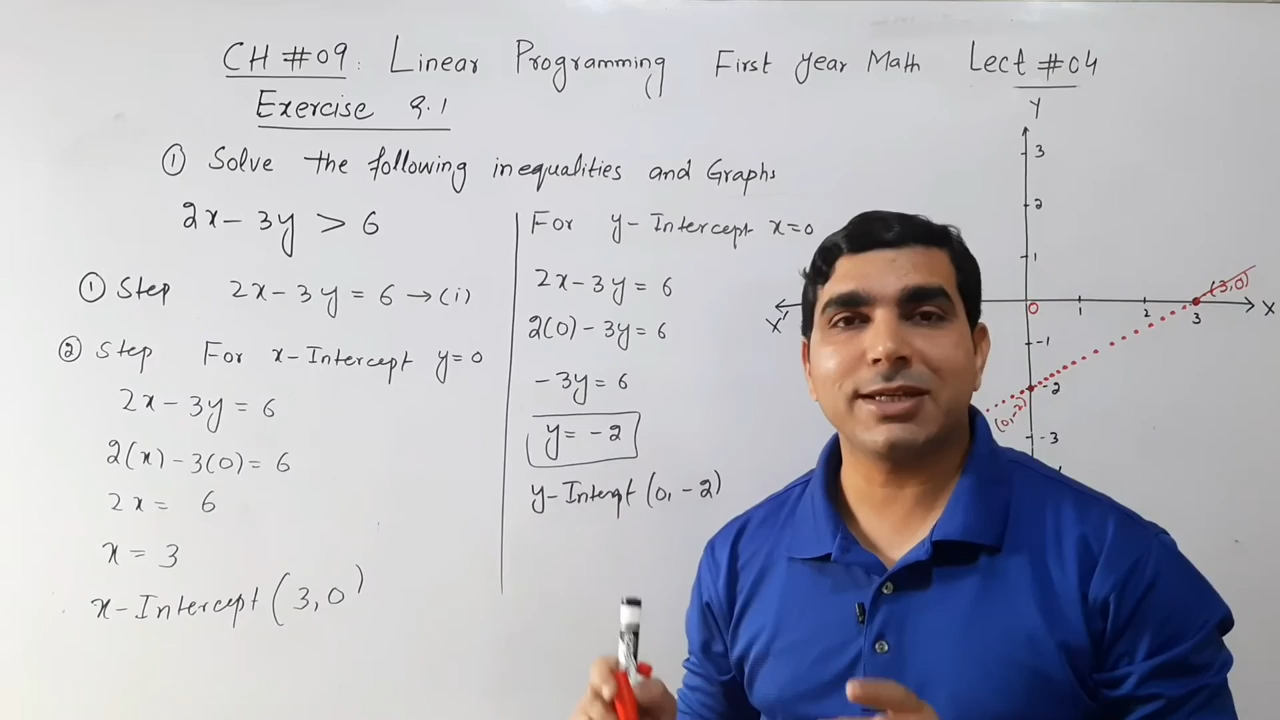 CH #09: Linear Programming First year Math Lect #04
Exercise 9.1
① Solve the following inequalities and Graphs
2x - 3y > 6
① Step 2x - 3y = 6 → (i)
② Step For x-Intercept y=0
2x - 3y = 6
2(x) - 3(0) = 6
2x = 6
x = 3
x-Intercept (3,0)
For y-Intercept x=0
2x - 3y = 6
2(0) - 3y = 6
-3y = 6
y = -2
y-Intercept (0,-2)
Y
3
2
1
X' 0 1 2 3 X
(3,0)
-1
-2
(0,-2)
-3